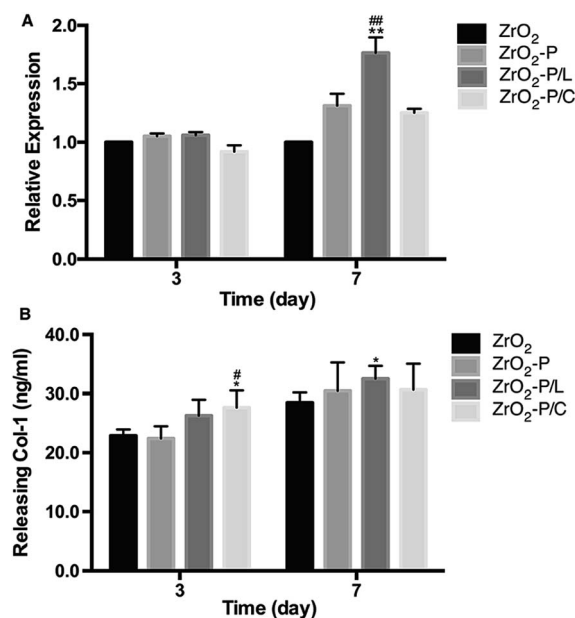 A
Relative Expression
2.0
1.5
1.0
0.5
0.0
##
**
3
7
Time (day)
ZrO₂
ZrO₂-P
ZrO₂-P/L
ZrO₂-P/C
B
Releasing Col-1 (ng/ml)
40.0
30.0
20.0
10.0
0.0
#
*
*
3
7
Time (day)
ZrO₂
ZrO₂-P
ZrO₂-P/L
ZrO₂-P/C